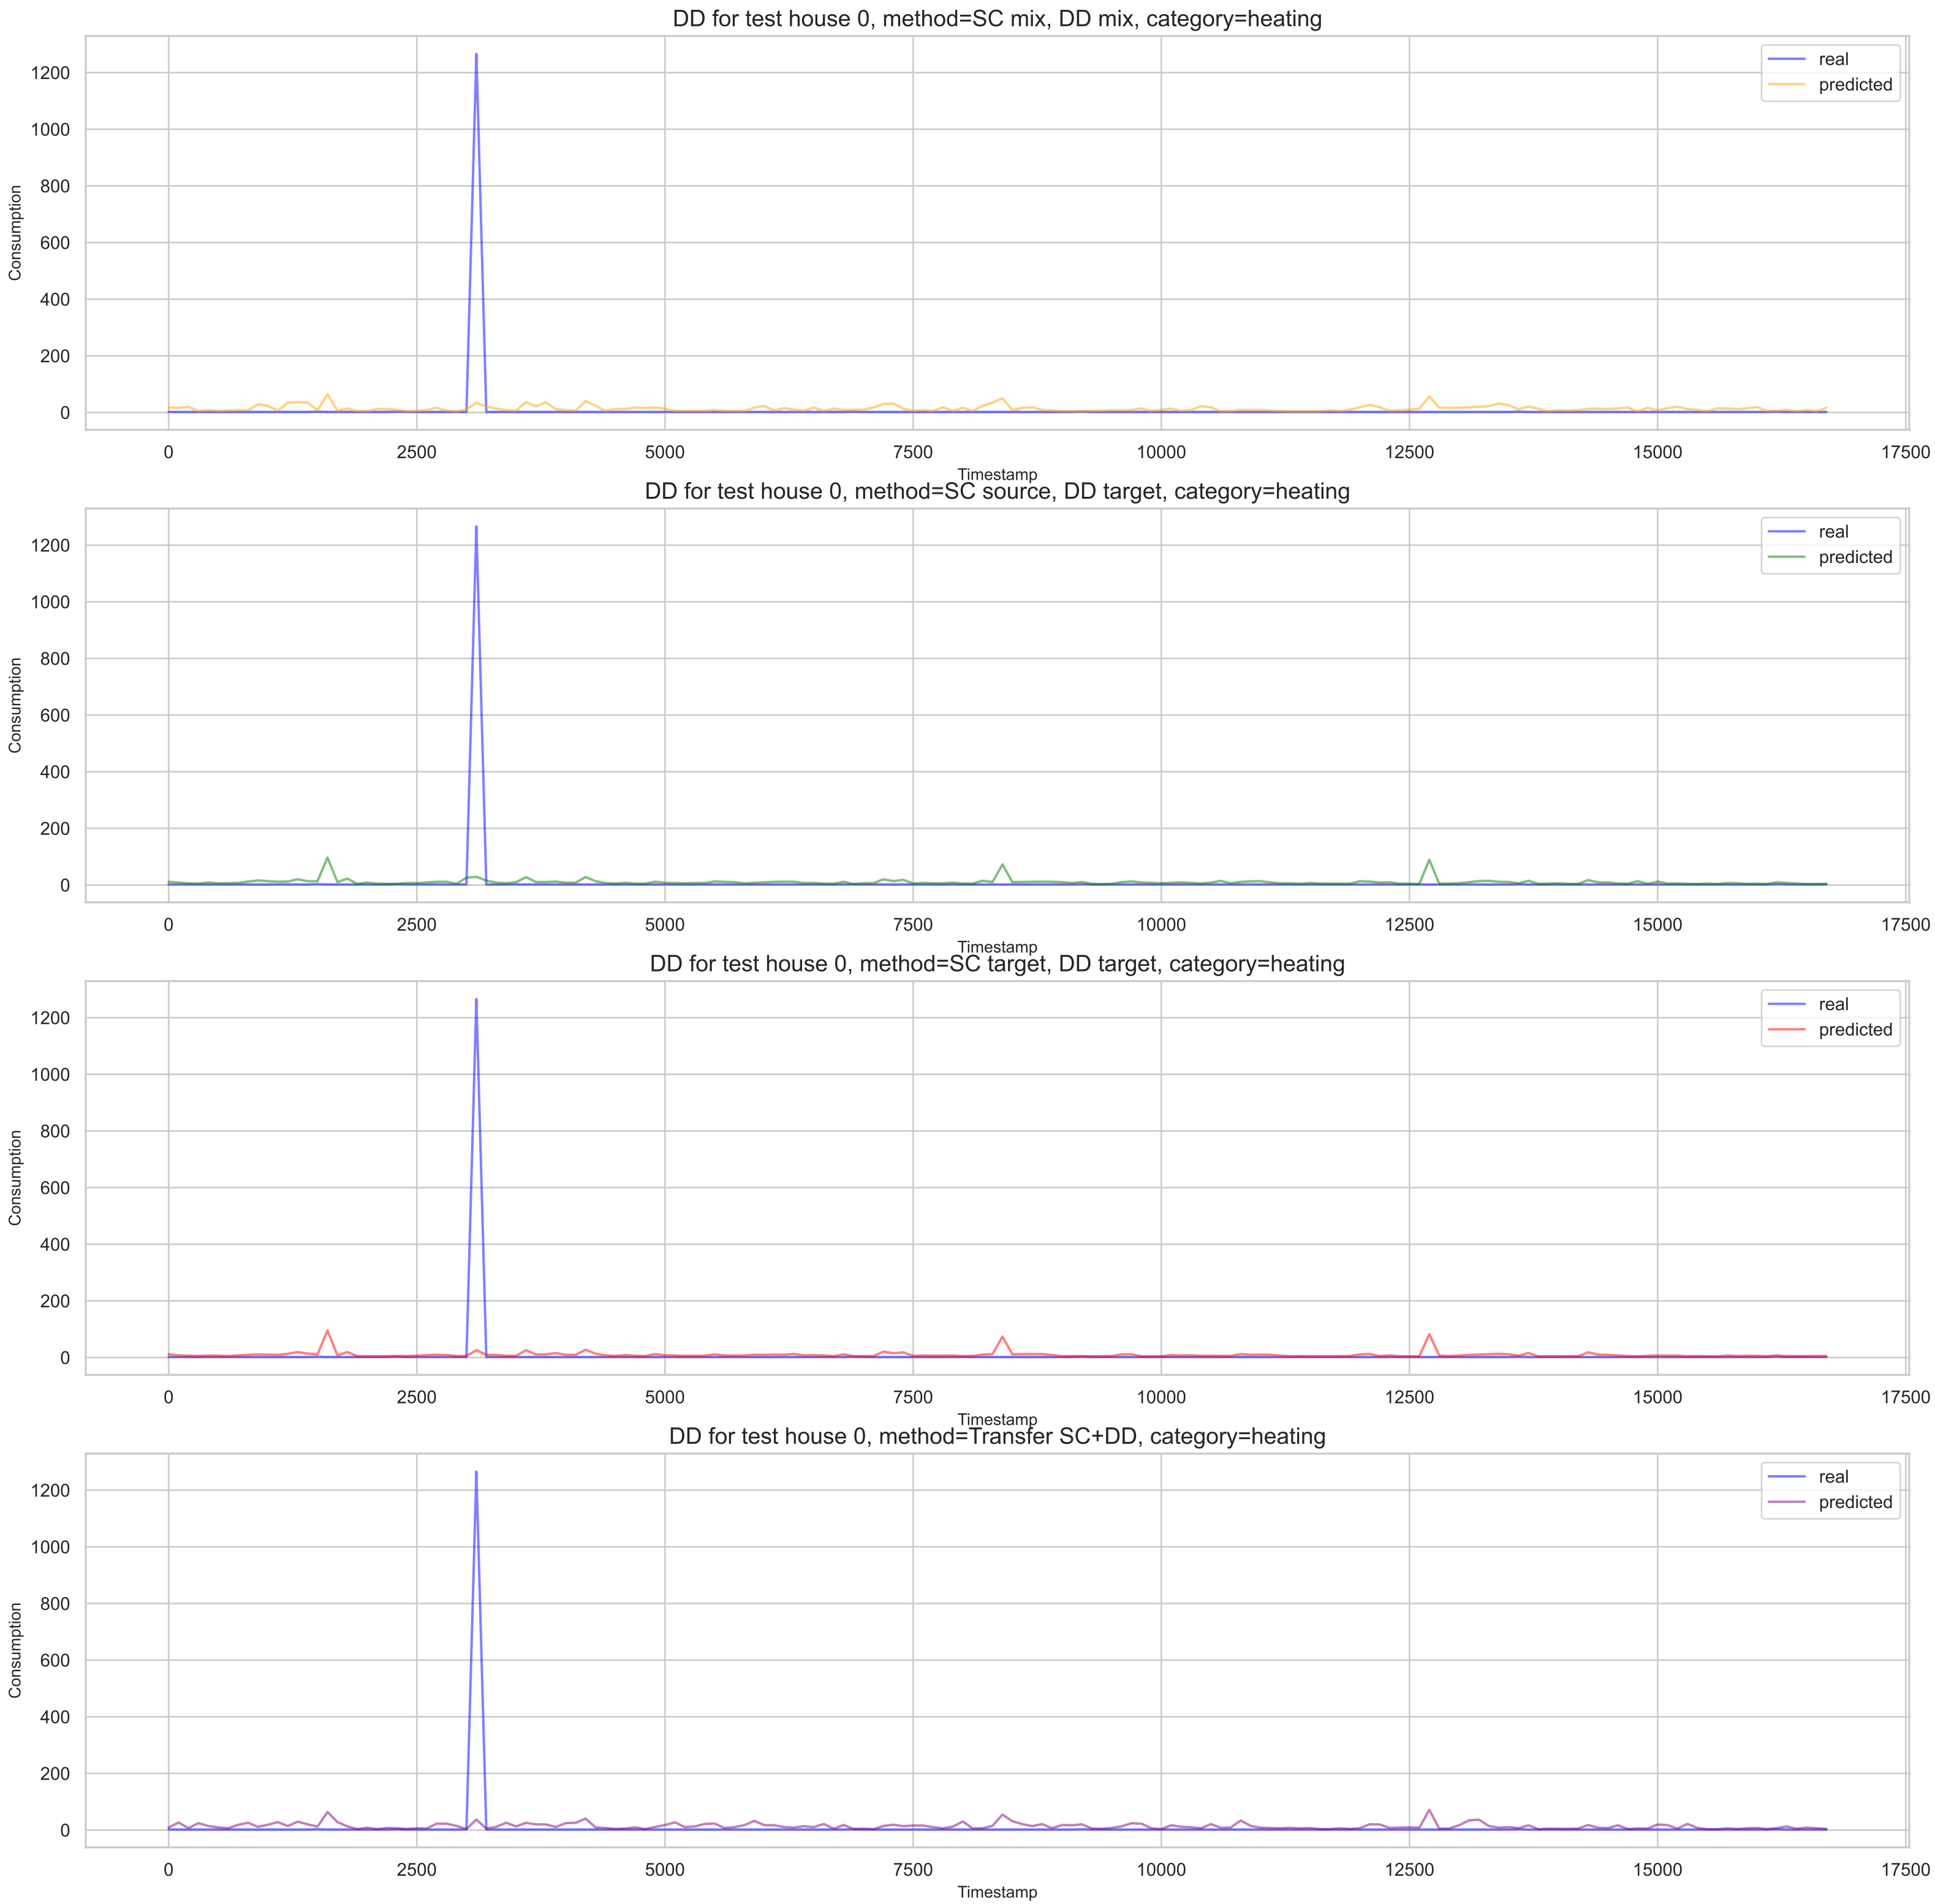 DD for test house 0, method=SC mix, DD mix, category=heating
real
predicted
1200
1000
800
600
400
200
0
Consumption
0 2500 5000 7500 10000 12500 15000 17500
Timestamp
DD for test house 0, method=SC source, DD target, category=heating
real
predicted
1200
1000
800
600
400
200
0
Consumption
0 2500 5000 7500 10000 12500 15000 17500
Timestamp
DD for test house 0, method=SC target, DD target, category=heating
real
predicted
1200
1000
800
600
400
200
0
Consumption
0 2500 5000 7500 10000 12500 15000 17500
Timestamp
DD for test house 0, method=Transfer SC+DD, category=heating
real
predicted
1200
1000
800
600
400
200
0
Consumption
0 2500 5000 7500 10000 12500 15000 17500
Timestamp